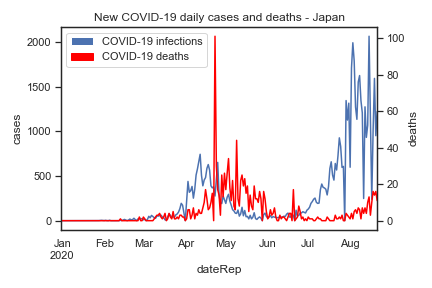 New COVID-19 daily cases and deaths - Japan
COVID-19 infections
COVID-19 deaths
2000
1500
1000
500
0
cases
100
80
60
40
20
0
deaths
Jan Feb Mar Apr May Jun Jul Aug
2020
dateRep